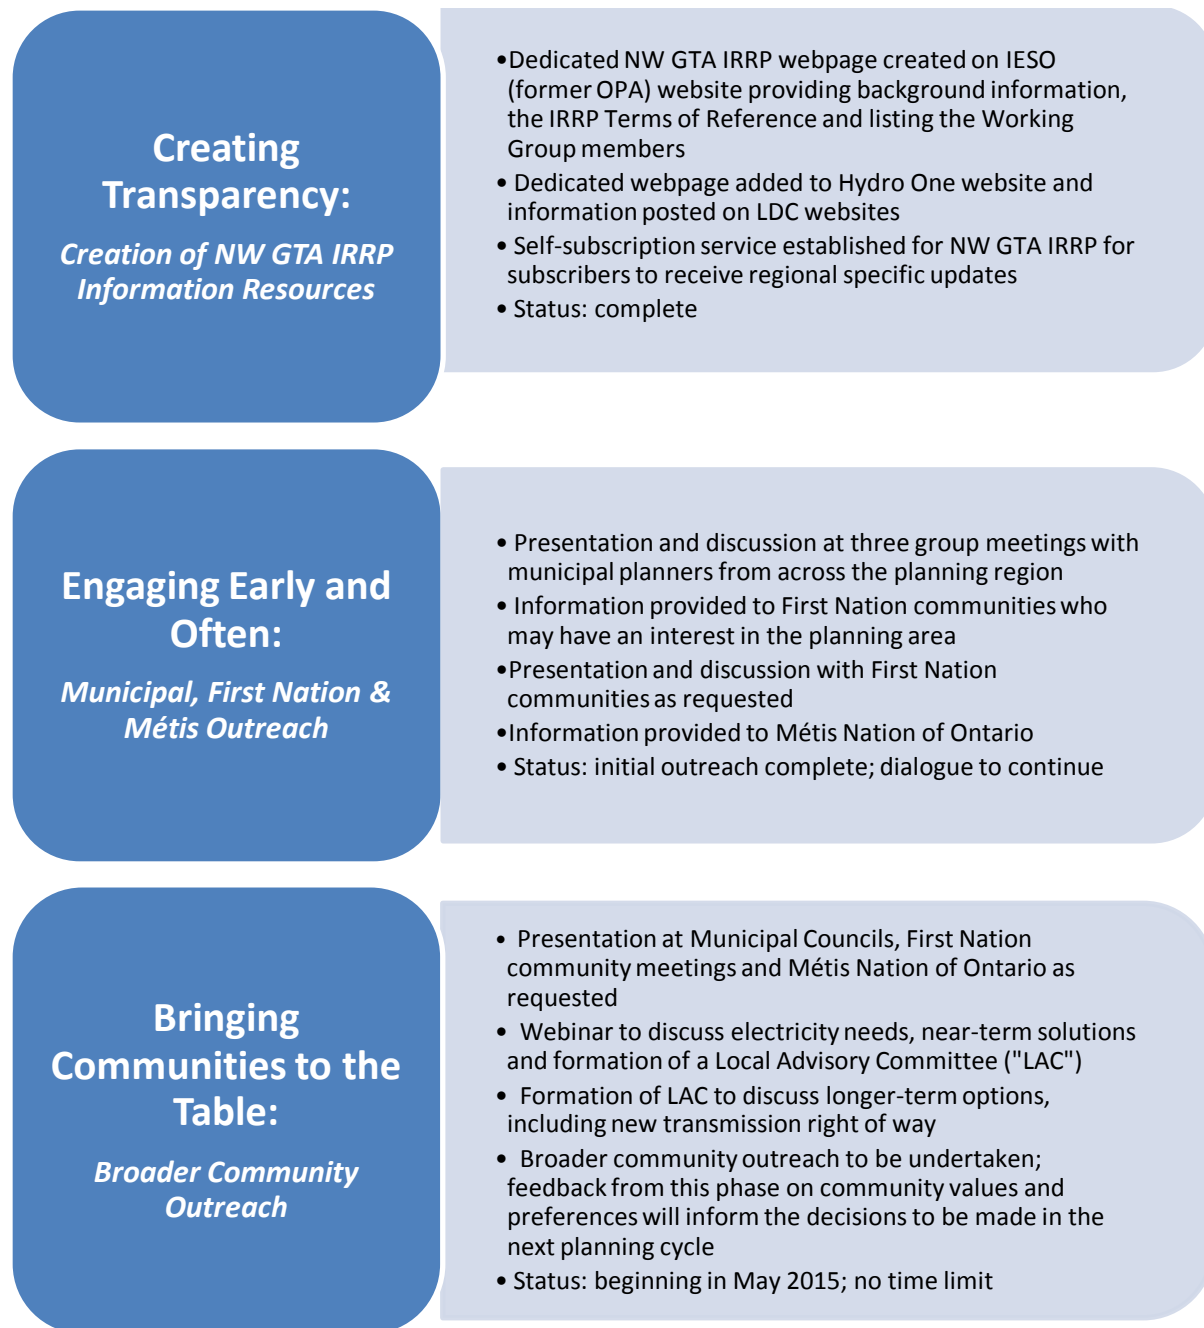 Creating
Transparency:
Creation of NW GTA IRRP
Information Resources
•Dedicated NW GTA IRRP webpage created on IESO
(former OPA) website providing background information,
the IRRP Terms of Reference and listing the Working
Group members
• Dedicated webpage added to Hydro One website and
information posted on LDC websites
• Self-subscription service established for NW GTA IRRP for
subscribers to receive regional specific updates
• Status: complete
Engaging Early and
Often:
Municipal, First Nation &
Métis Outreach
• Presentation and discussion at three group meetings with
municipal planners from across the planning region
• Information provided to First Nation communities who
may have an interest in the planning area
•Presentation and discussion with First Nation
communities as requested
•Information provided to Métis Nation of Ontario
• Status: initial outreach complete; dialogue to continue
Bringing
Communities to the
Table:
Broader Community
Outreach
• Presentation at Municipal Councils, First Nation
community meetings and Métis Nation of Ontario as
requested
• Webinar to discuss electricity needs, near-term solutions
and formation of a Local Advisory Committee ("LAC")
• Formation of LAC to discuss longer-term options,
including new transmission right of way
• Broader community outreach to be undertaken;
feedback from this phase on community values and
preferences will inform the decisions to be made in the
next planning cycle
• Status: beginning in May 2015; no time limit